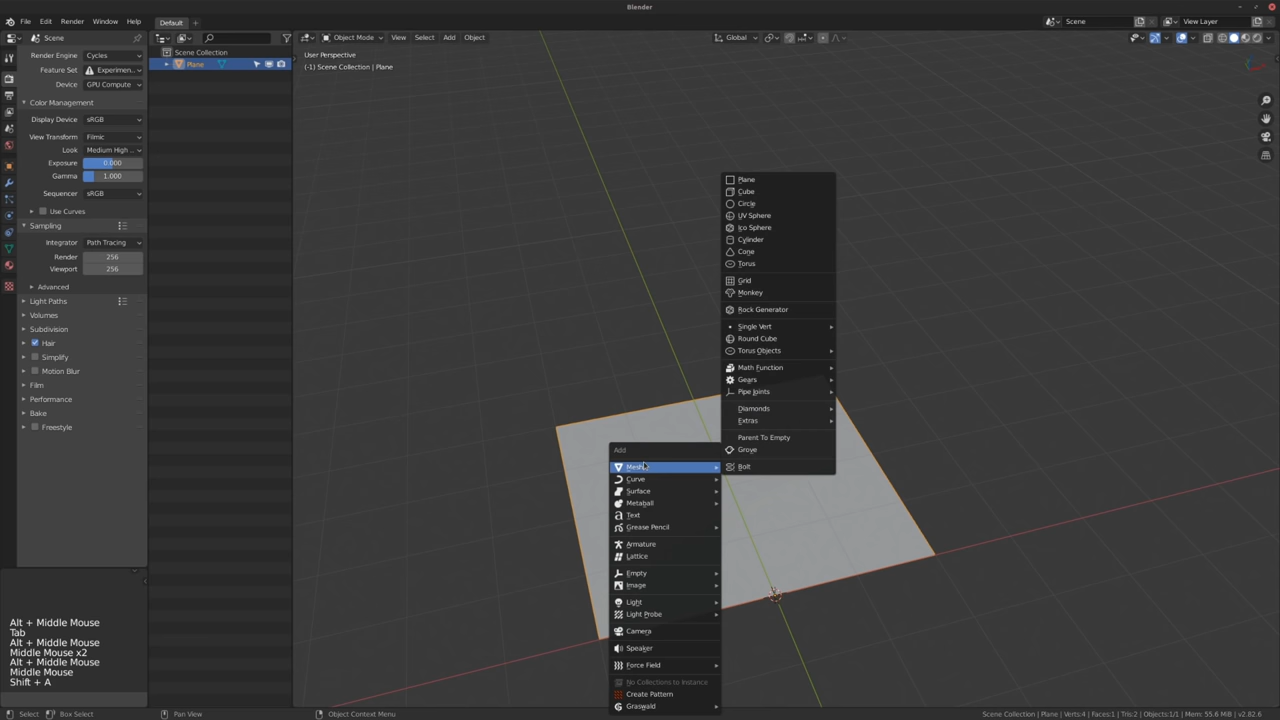 Blender
File Edit Render Window Help
Default
Scene
View Layer
Scene
Render Engine Cycles
Feature Set Experimen..
Device GPU Compute
Color Management
Display Device sRGB
View Transform Filmic
Look Medium High ..
Exposure 0.000
Gamma 1.000
Sequencer sRGB
Use Curves
Sampling
Integrator Path Tracing
Render 256
Viewport 256
Advanced
Light Paths
Volumes
Subdivision
Hair
Simplify
Motion Blur
Film
Performance
Bake
Freestyle
Alt + Middle Mouse
Tab
Alt + Middle Mouse
Middle Mouse x2
Alt + Middle Mouse
Middle Mouse
Shift + A
Scene Collection
Plane
Object Mode View Select Add Object
Global
User Perspective
(-1) Scene Collection | Plane
Add
Mesh
Curve
Surface
Metaball
Text
Grease Pencil
Armature
Lattice
Empty
Image
Light
Light Probe
Camera
Speaker
Force Field
No Collections to Instance
Create Pattern
Graswald
Plane
Cube
Circle
UV Sphere
Ico Sphere
Cylinder
Cone
Torus
Grid
Monkey
Rock Generator
Single Vert
Round Cube
Torus Objects
Math Function
Gears
Pipe Joints
Diamonds
Extras
Parent To Empty
Grove
Bolt
Select
Box Select
Pan View
Object Context Menu
Scene Collection | Plane | Verts:4 | Faces:1 | Tris:2 | Objects:1/1 | Mem: 55.6 MiB | v2.82.6